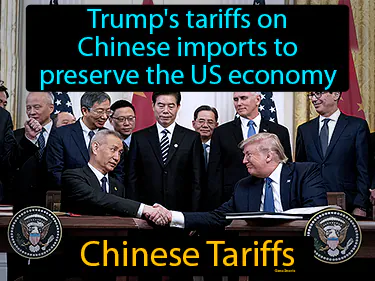 Trump's tariffs on
Chinese imports to
preserve the US economy
Chinese Tariffs